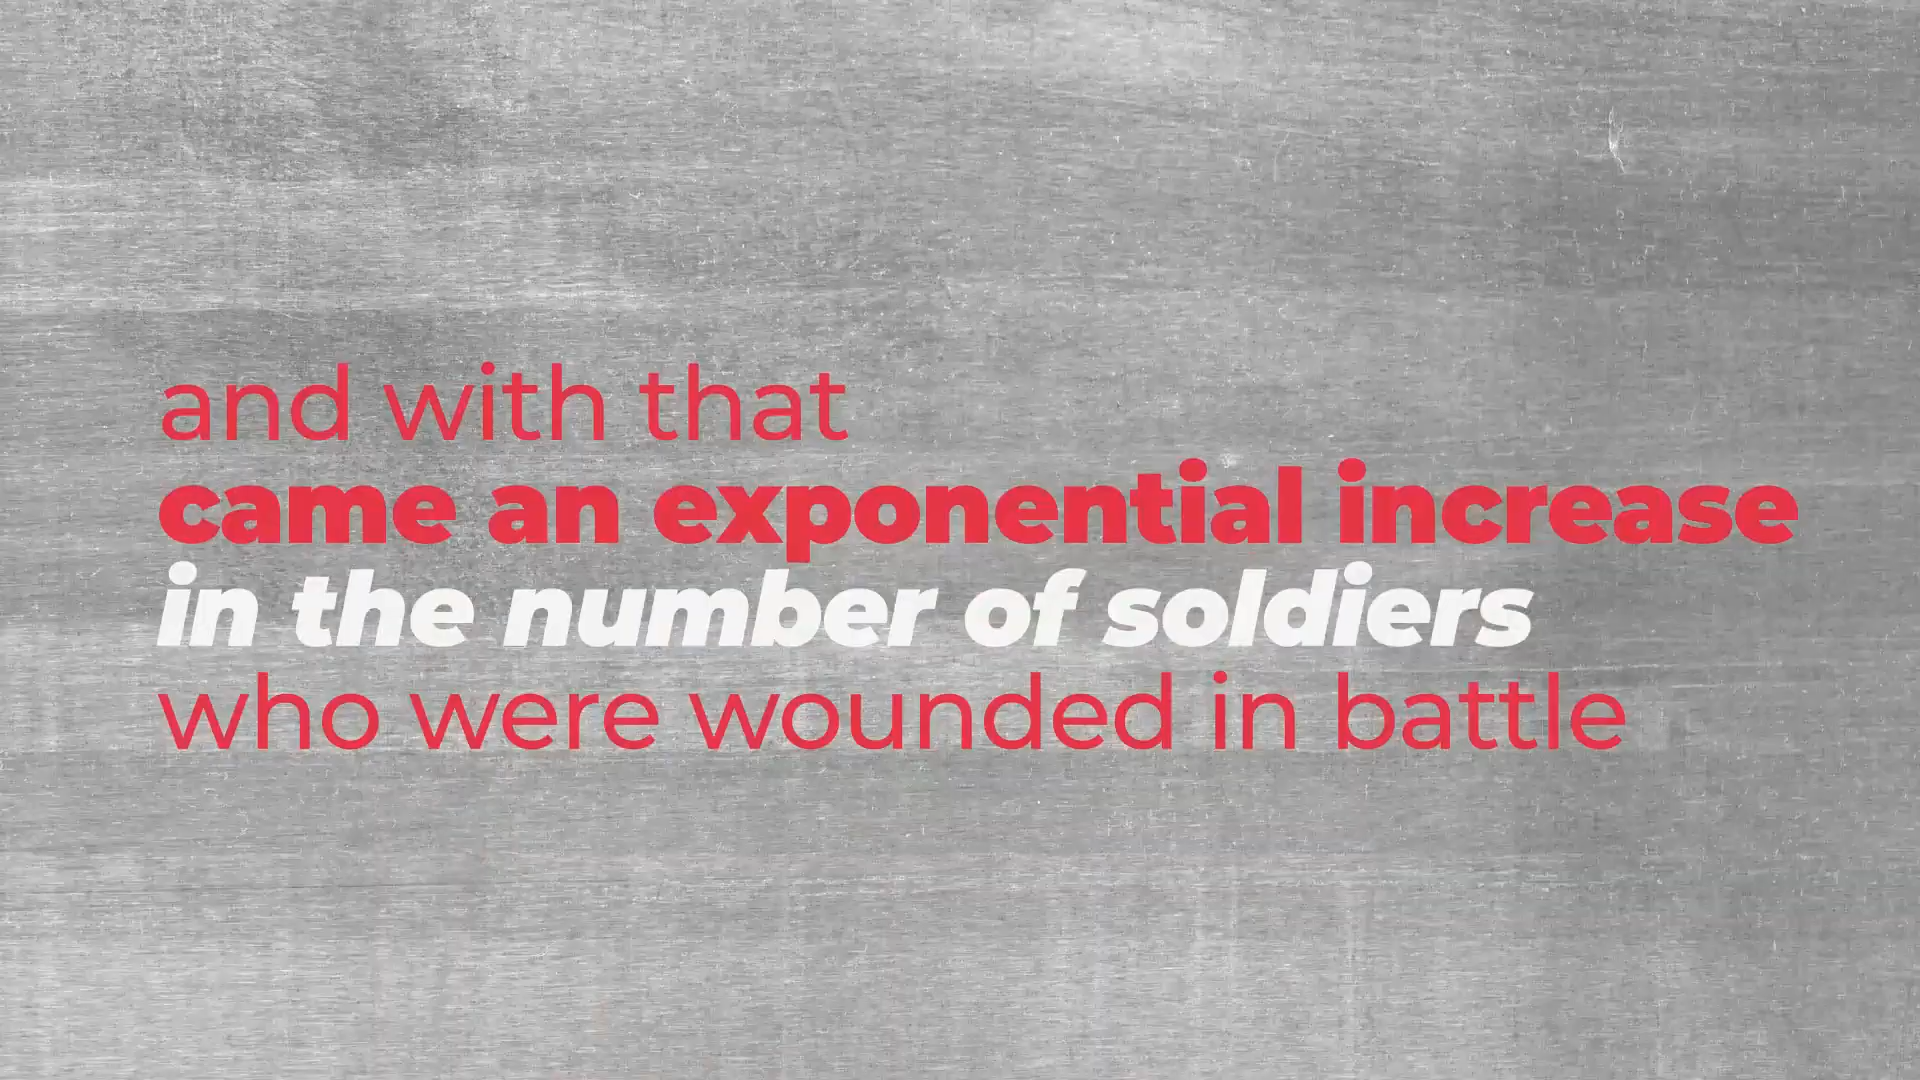 and with that
came an exponential increase
in the number of soldiers
who were wounded in battle